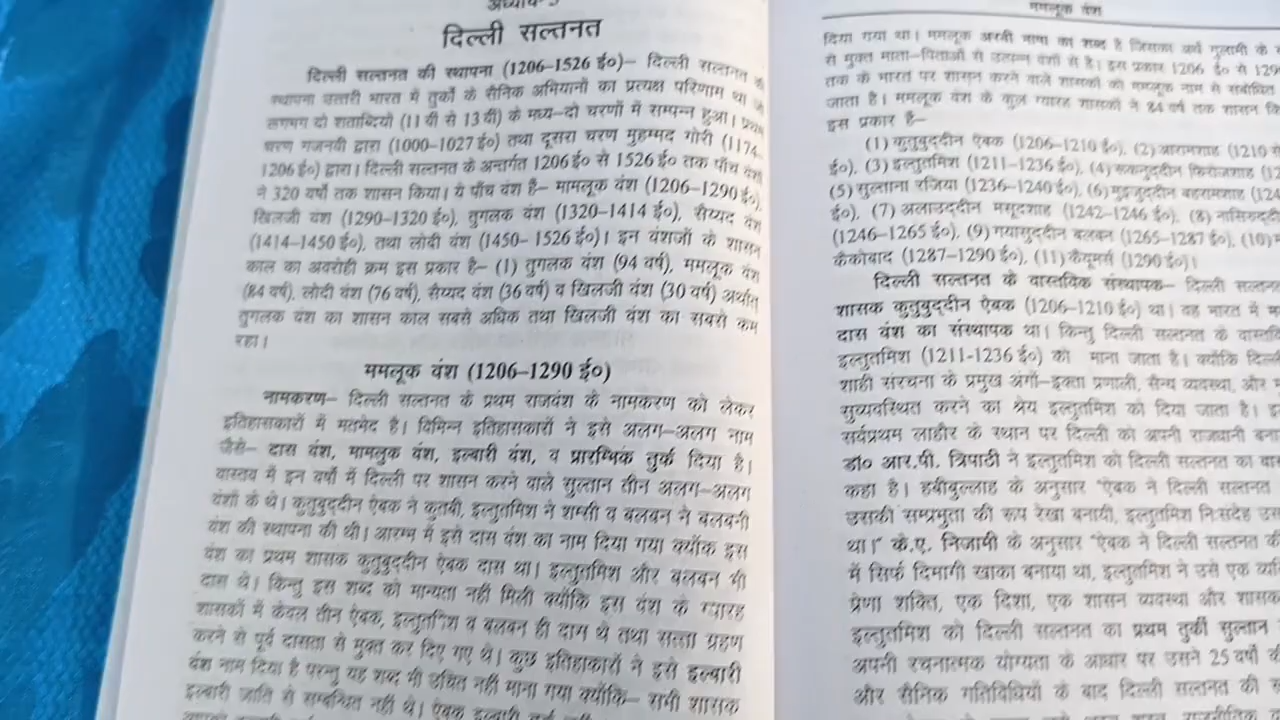 दिल्ली सल्तनत
दिल्ली सल्तनत की स्थापना (1206-1526 ई०)– दिल्ली सल्तनत की
स्थापना उत्तरी भारत में तुर्कों के सैनिक अभियानों का प्रत्यक्ष परिणाम था जो
लगभग दो शताब्दियों (11 वीं से 13 वीं) के मध्य–दो चरणों में सम्पन्न हुआ। प्रथम
चरण गजनवी द्वारा (1000–1027 ई०) तथा दूसरा चरण मुहम्मद गोरी (1174-
1206 ई०) द्वारा। दिल्ली सल्तनत के अन्तर्गत 1206 ई० से 1526 ई० तक पाँच वंशों
ने 320 वर्षों तक शासन किया। ये पाँच वंश है– मामलूक वंश (1206–1290 ई०),
खिलजी वंश (1290–1320 ई०), तुगलक वंश (1320–1414 ई०), सैय्यद वंश
(1414–1450 ई०), तथा लोदी वंश (1450- 1526 ई०)। इन वंशजों के शासन
काल का अवरोही क्रम इस प्रकार है– (1) तुगलक वंश (94 वर्ष), ममलूक वंश
(84 वर्ष), लोदी वंश (76 वर्ष), सैय्यद वंश (36 वर्ष) व खिलजी वंश (30 वर्ष) अर्थात
तुगलक वंश का शासन काल सबसे अधिक तथा खिलजी वंश का सबसे कम
रहा।
ममलूक वंश (1206–1290 ई०)
नामकरण– दिल्ली सल्तनत के प्रथम राजवंश के नामकरण को लेकर
इतिहासकारों में मतभेद है। विभिन्न इतिहासकारों ने इसे अलग–अलग नाम
जैसे– दास वंश, मामलुक वंश, इल्बारी वंश, व प्रारम्भिक तुर्क दिया है।
वास्तव में इन वर्षों में दिल्ली पर शासन करने वाले सुल्तान तीन अलग–अलग
वंशों के थे। कुतुबुद्दीन ऐबक ने कुतबी, इल्तुतमिश ने शम्सी व बलबन ने बलबनी
वंश की स्थापना की थी। आरम्भ में इसे दास वंश का नाम दिया गया क्योंकि इस
वंश का प्रथम शासक कुतुबुद्दीन ऐबक दास था। इल्तुतमिश और बलबन भी
दास थे। किन्तु इस शब्द को मान्यता नही मिली क्योंकि इस वंश के ग्यारह
शासकों में केवल तीन ऐबक, इल्तुतमिश व बलबन ही दास थे तथा सत्ता ग्रहण
करने से पूर्व दासता से मुक्त कर दिए गए थे। कुछ इतिहासकारों ने इसे इल्बारी
वंश नाम दिया है परन्तु यह शब्द भी उचित नही माना गया क्योंकि– सभी शासक
इल्बारी जाति से सम्बन्धित नही थे।
ममलूक वंश
दिया गया था। ममलूक अरबी भाषा का शब्द है जिसका अर्थ गुलामी के
से मुक्त माता–पिताओं से उत्पन्न वंशों से है। इस प्रकार 1206 ई० से
तक के भारत पर शासन करने वाले शासकों को ममलूक नाम से संबोधित
जाता है। ममलूक वंश के कुल ग्यारह शासकों ने 84 वर्ष तक शासन
इस प्रकार है–
(1) कुतुबुद्दीन ऐबक (1206–1210 ई०), (2) आरामशाह (1210
ई०), (3) इल्तुतमिश (1211–1236 ई०), (4) रूकनुद्दीन फिरोजशाह
(5) सुल्ताना रजिया (1236–1240 ई०), (6) मुइजुद्दीन बहरामशाह
ई०), (7) अलाउद्दीन मसूदशाह (1242–1246 ई०), (8)
(1246–1265 ई०), (9) गयासुद्दीन बलबन (1265–1287 ई०), (10)
कैकोबाद (1287–1290 ई०), (11) कैयूमर्स (1290 ई०)।
दिल्ली सल्तनत के वास्तविक संस्थापक– दिल्ली
शासक कुतुबुद्दीन ऐबक (1206–1210 ई०) था। वह भारत में
दास वंश का संस्थापक था। किन्तु दिल्ली सल्तनत के
इल्तुतमिश (1211-1236 ई०) को माना जाता है। क्योंकि
शाही संरचना के प्रमुख अंगों–इक्ता प्रणाली, सैन्य व्यवस्था, और
सुव्यवस्थित करने का श्रेय इल्तुतमिश को दिया जाता है।
सर्वप्रथम लाहौर के स्थान पर दिल्ली को अपनी राजधानी
डॉ० आर.पी. त्रिपाठी ने इल्तुतमिश को दिल्ली सल्तनत का
कहा है। हबीबुल्लाह के अनुसार "ऐबक ने दिल्ली सल्तनत
उसकी सम्प्रभुता की रूप रेखा बनायी, इल्तुतमिश निःसंदेह
था।" के.ए. निजामी के अनुसार "ऐबक ने दिल्ली सल्तनत
में सिर्फ दिमागी खाका बनाया था, इल्तुतमिश ने उसे एक
प्रेणा शक्ति, एक दिशा, एक शासन व्यवस्था और
इल्तुतमिश को दिल्ली सल्तनत का प्रथम तुर्की सुल्तान
अपनी रचनात्मक योग्यता के आधार पर उसने 25 वर्षों
और सैनिक गतिविधियों के बाद दिल्ली सल्तनत की